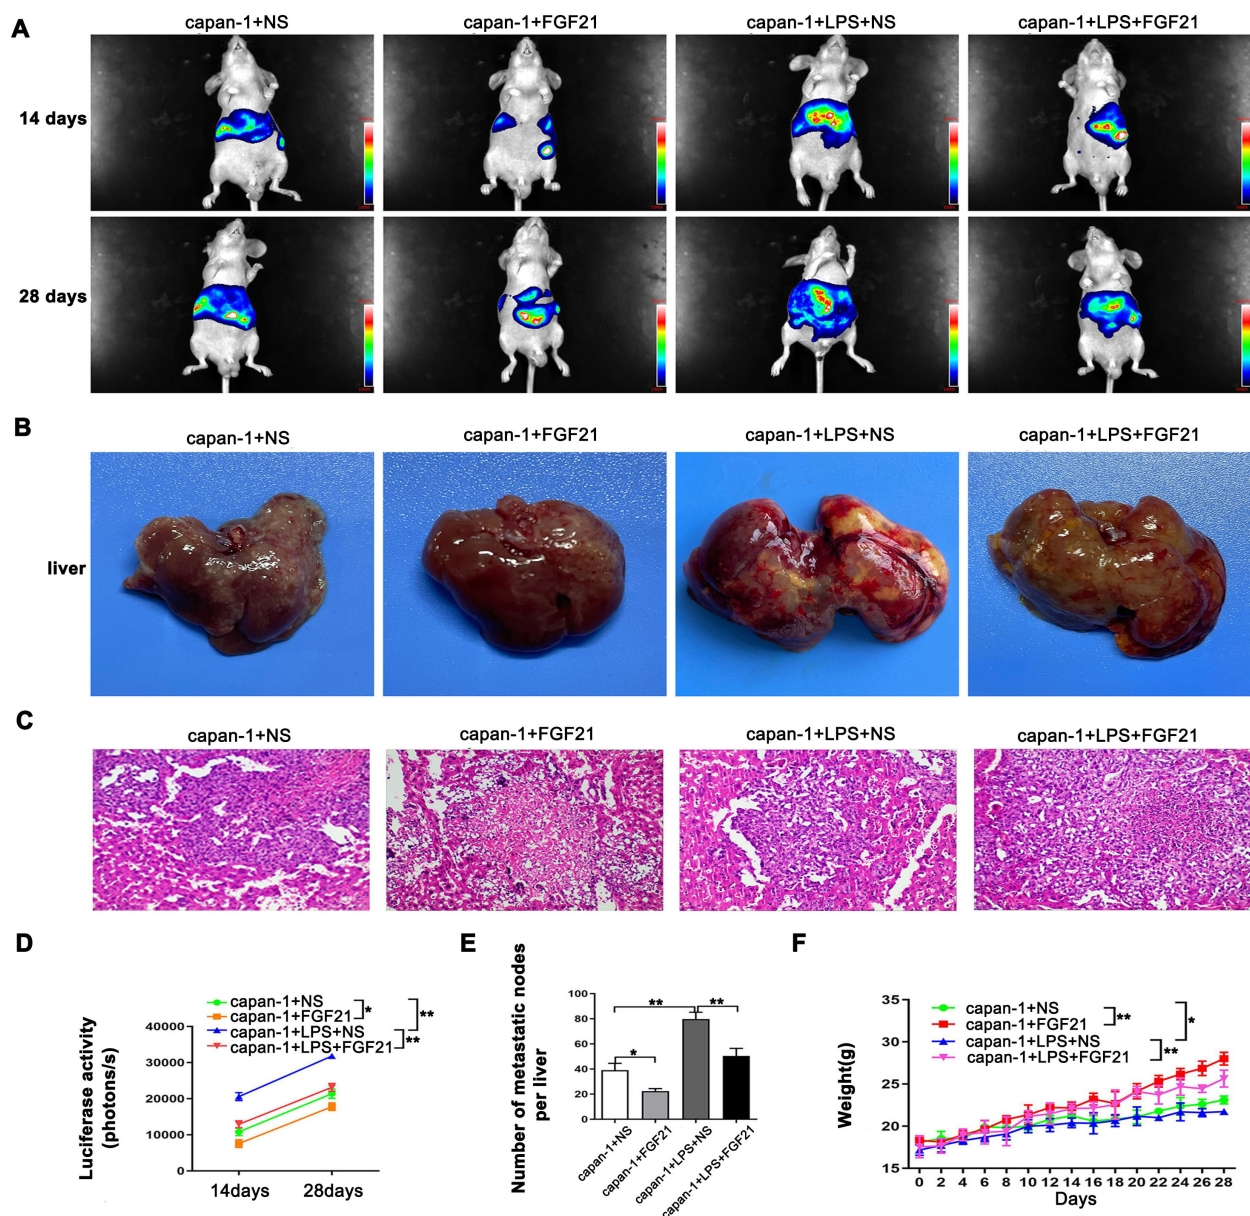 A
capan-1+NS
capan-1+FGF21
capan-1+LPS+NS
capan-1+LPS+FGF21
14 days
28 days
B
capan-1+NS
capan-1+FGF21
capan-1+LPS+NS
capan-1+LPS+FGF21
liver
C
capan-1+NS
capan-1+FGF21
capan-1+LPS+NS
capan-1+LPS+FGF21
D
Luciferase activity
(photons/s)
capan-1+NS
capan-1+FGF21
capan-1+LPS+NS
capan-1+LPS+FGF21
*
**
**
40000
30000
20000
10000
0
14days
28days
E
Number of metastatic nodes
per liver
100
80
60
40
20
0
*
**
**
capan-1+NS
capan-1+FGF21
capan-1+LPS+NS
capan-1+LPS+FGF21
F
Weight(g)
capan-1+NS
capan-1+FGF21
capan-1+LPS+NS
capan-1+LPS+FGF21
**
*
**
35
30
25
20
15
0 2 4 6 8 10 12 14 16 18 20 22 24 26 28
Days